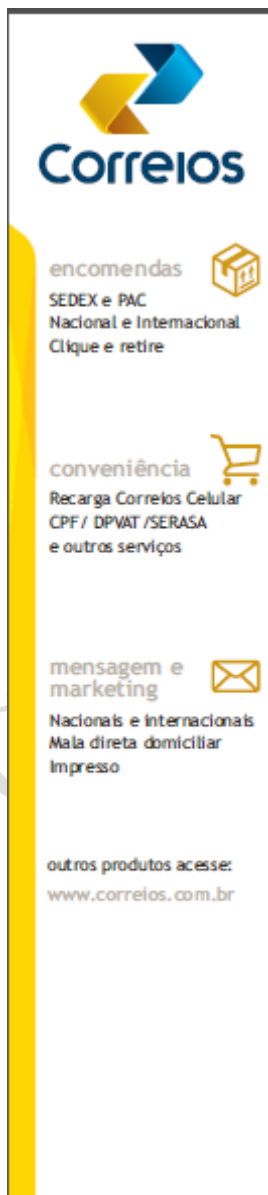 Correios
encomendas
SEDEX e PAC
Nacional e Internacional
Clique e retire
conveniência
Recarga Correios Celular
CPF/ DPVAT /SERASA
e outros serviços
mensagem e
marketing
Nacionais e internacionais
Mala direta domiciliar
Impresso
outros produtos acesse:
www.correios.com.br